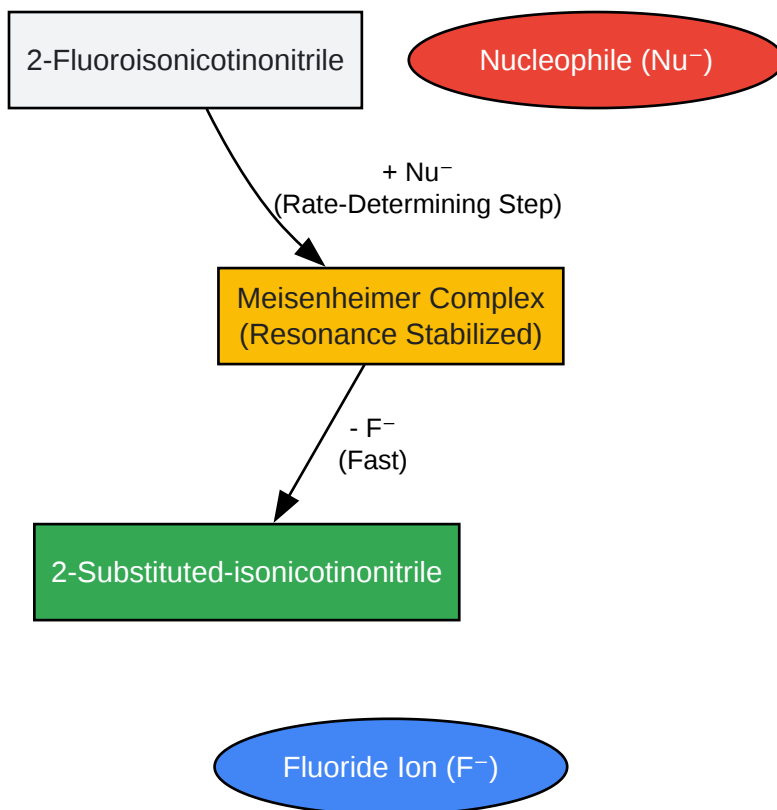 2-Fluoroisonicotinonitrile
Nucleophile (Nu⁻)
+ Nu⁻
(Rate-Determining Step)
Meisenheimer Complex
(Resonance Stabilized)
- F⁻
(Fast)
2-Substituted-isonicotinonitrile
Fluoride Ion (F⁻)